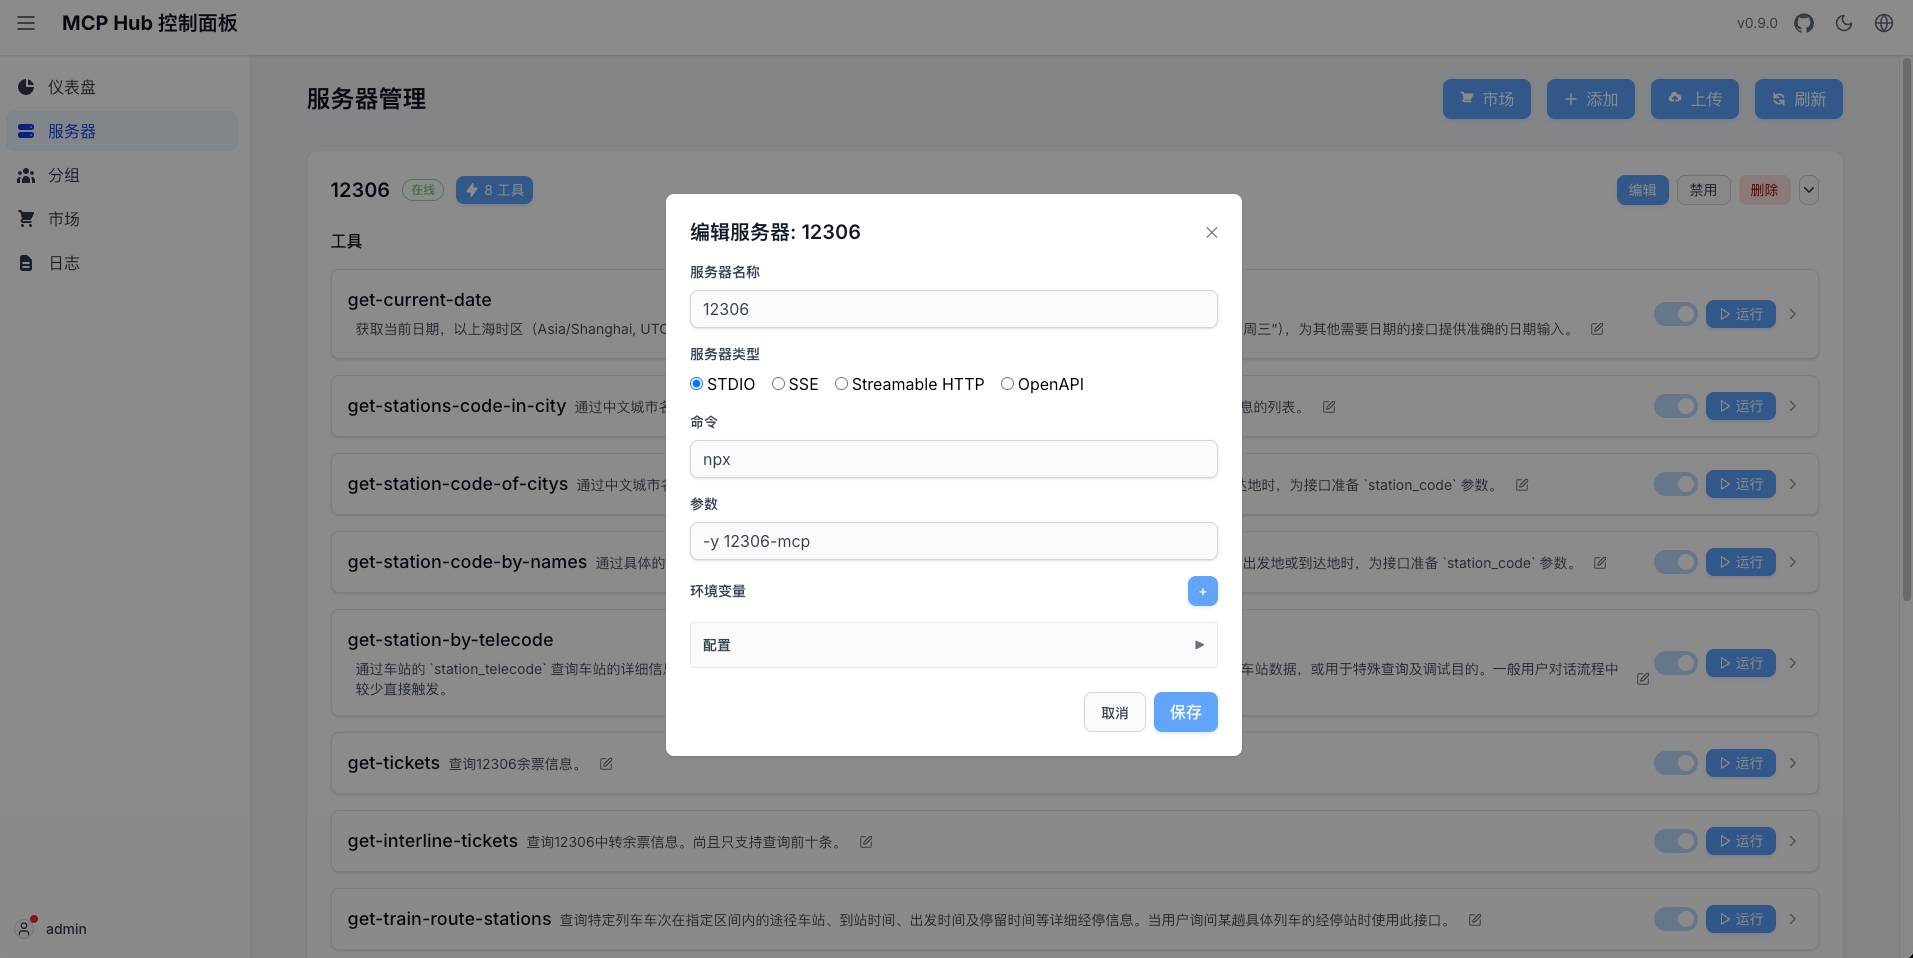 MCP Hub 控制面板
v0.9.0
仪表盘
服务器
分组
市场
日志
admin
服务器管理
市场
添加
上传
刷新
12306
在线
8 工具
编辑
禁用
删除
工具
get-current-date
获取当前日期，以上海时区（Asia/Shanghai, UTC
周三”)，为其他需要日期的接口提供准确的日期输入。
运行
get-stations-code-in-city 通过中文城市名
息的列表。
运行
get-station-code-of-citys 通过中文城市名
达地时，为接口准备 `station_code` 参数。
运行
get-station-code-by-names 通过具体的
出发地或到达地时，为接口准备 `station_code` 参数。
运行
get-station-by-telecode
通过车站的 `station_telecode` 查询车站的详细信息
车站数据，或用于特殊查询及调试目的。一般用户对话流程中
较少直接触发。
运行
get-tickets 查询12306余票信息。
运行
get-interline-tickets 查询12306中转余票信息。尚且只支持查询前十条。
运行
get-train-route-stations 查询特定列车车次在指定区间内的途径车站、到站时间、出发时间及停留时间等详细经停信息。当用户询问某趟具体列车的经停站时使用此接口。
运行
编辑服务器: 12306
服务器名称
12306
服务器类型
STDIO SSE Streamable HTTP OpenAPI
命令
npx
参数
-y 12306-mcp
环境变量
+
配置
取消
保存